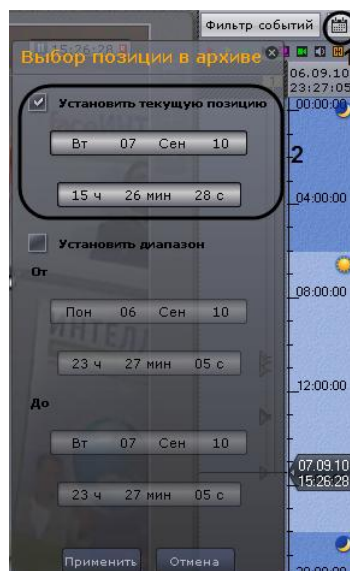 Фильтр событий
15:26:28
Выбор позиции в архиве
06.09.10
23:27:05
Установить текущую позицию
00:00:00
Вт 07 Сен 10
2
15 ч 26 мин 28 с
04:00:00
Установить диапазон
От
08:00:00
Пон 06 Сен 10
23 ч 27 мин 05 с
12:00:00
До
Вт 07 Сен 10
07.09.10
15:26:28
23 ч 27 мин 05 с
Применить Отмена
20:00:00